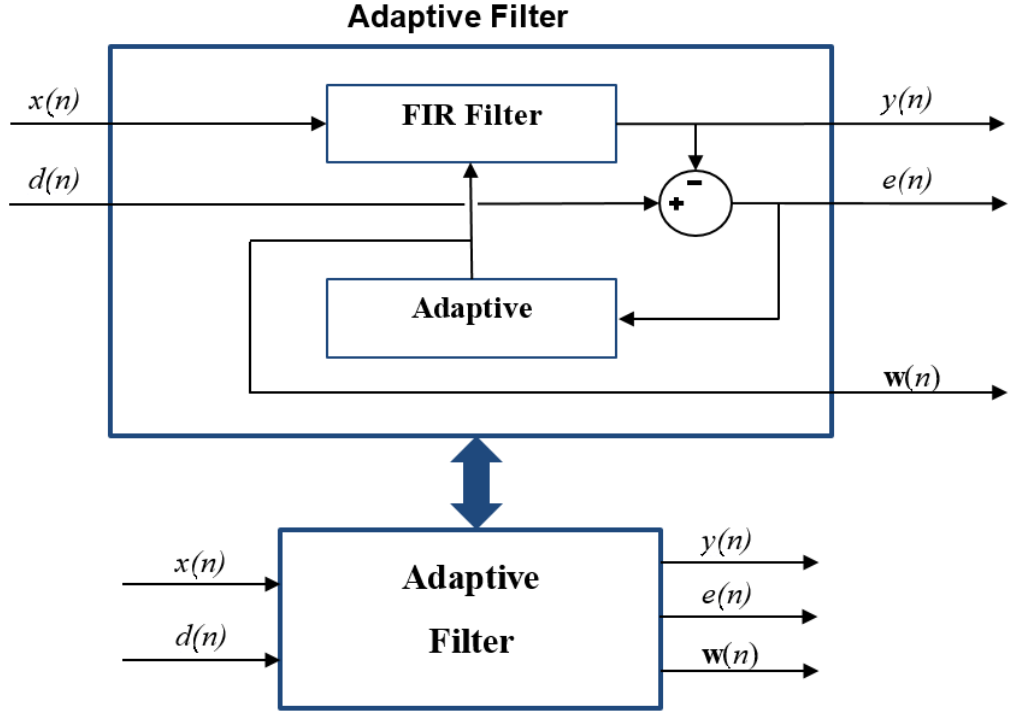 Adaptive Filter
x(n)
FIR Filter
y(n)
d(n)
-
+
e(n)
Adaptive
w(n)
x(n)
d(n)
Adaptive
Filter
y(n)
e(n)
w(n)